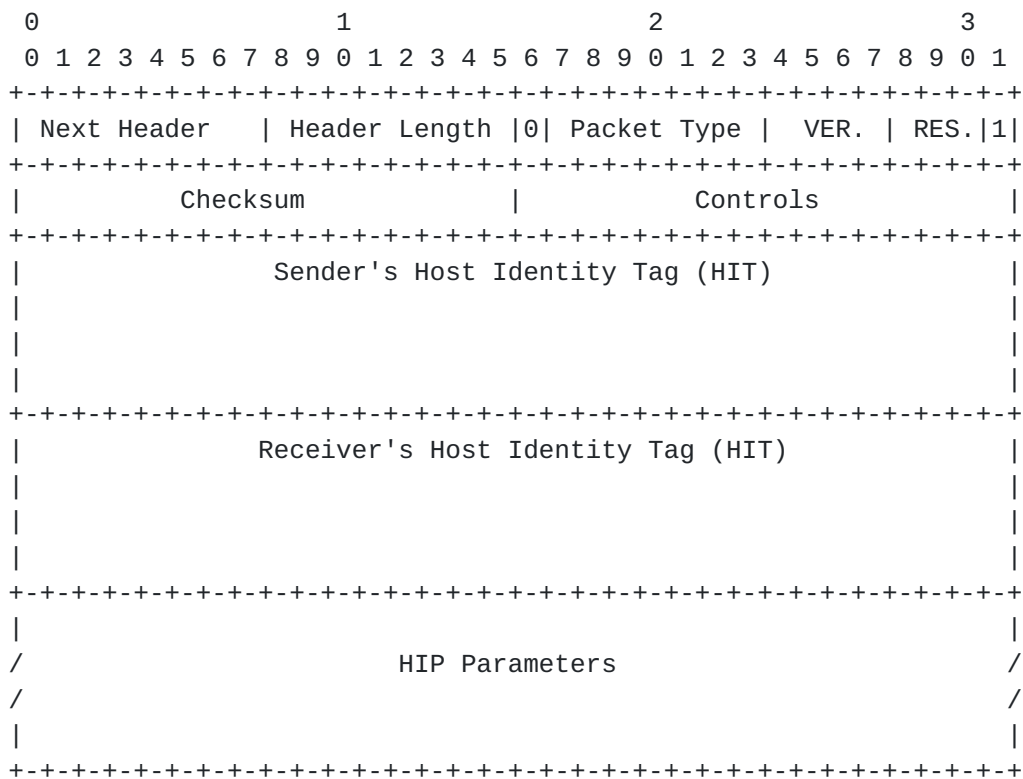 0                   1                   2                   3
 0 1 2 3 4 5 6 7 8 9 0 1 2 3 4 5 6 7 8 9 0 1 2 3 4 5 6 7 8 9 0 1
+-+-+-+-+-+-+-+-+-+-+-+-+-+-+-+-+-+-+-+-+-+-+-+-+-+-+-+-+-+-+-+-+
| Next Header   | Header Length |0| Packet Type |  VER. | RES.|1|
+-+-+-+-+-+-+-+-+-+-+-+-+-+-+-+-+-+-+-+-+-+-+-+-+-+-+-+-+-+-+-+-+
|          Checksum             |           Controls            |
+-+-+-+-+-+-+-+-+-+-+-+-+-+-+-+-+-+-+-+-+-+-+-+-+-+-+-+-+-+-+-+-+
|                Sender's Host Identity Tag (HIT)               |
|                                                               |
|                                                               |
|                                                               |
+-+-+-+-+-+-+-+-+-+-+-+-+-+-+-+-+-+-+-+-+-+-+-+-+-+-+-+-+-+-+-+-+
|               Receiver's Host Identity Tag (HIT)              |
|                                                               |
|                                                               |
|                                                               |
+-+-+-+-+-+-+-+-+-+-+-+-+-+-+-+-+-+-+-+-+-+-+-+-+-+-+-+-+-+-+-+-+
|                                                               |
/                        HIP Parameters                         /
/                                                               /
|                                                               |
+-+-+-+-+-+-+-+-+-+-+-+-+-+-+-+-+-+-+-+-+-+-+-+-+-+-+-+-+-+-+-+-+